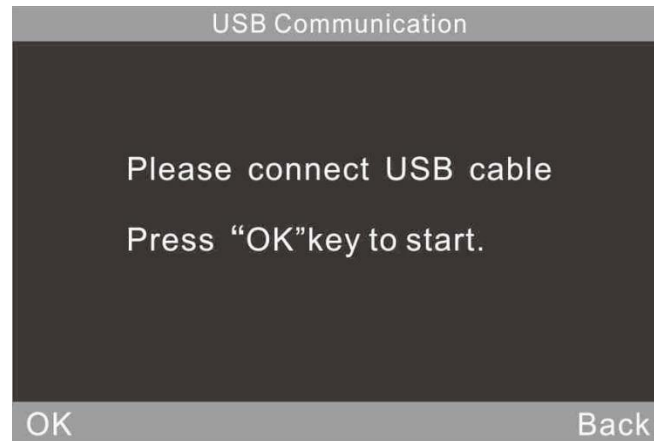 USB Communication
Please connect USB cable
Press “OK”key to start.
OK Back